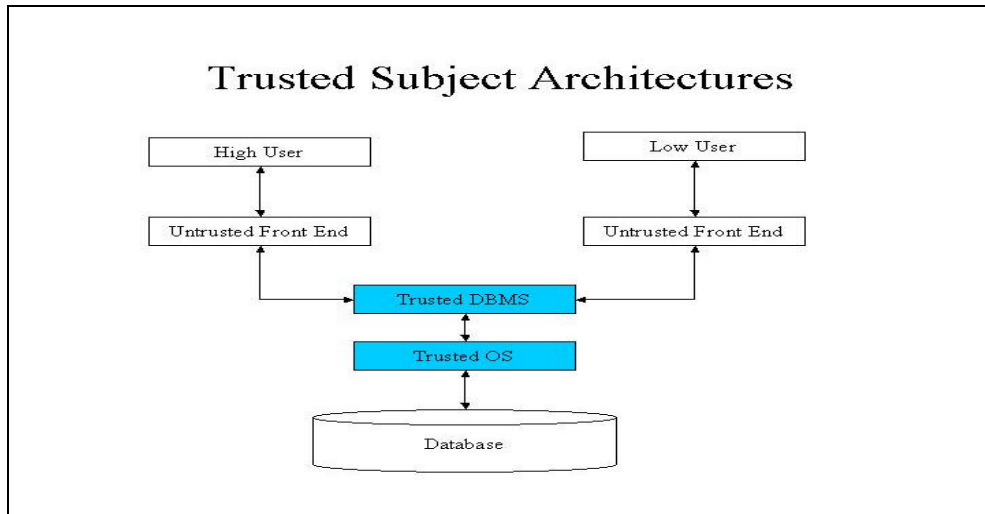 Trusted Subject Architectures
High User
Low User
Untrusted Front End
Untrusted Front End
Trusted DBMS
Trusted OS
Database